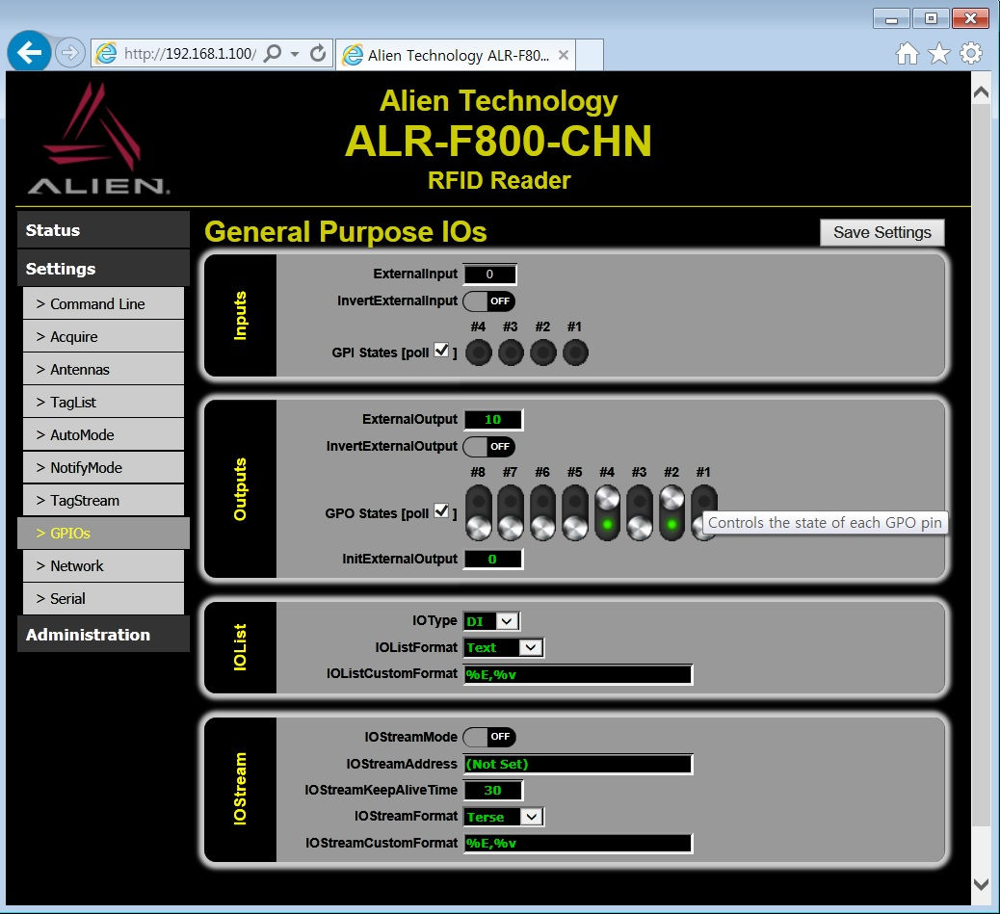 http://192.168.1.100/
Alien Technology ALR-F80...
Alien Technology
ALR-F800-CHN
RFID Reader
ALIEN.
Status
Settings
> Command Line
> Acquire
> Antennas
> TagList
> AutoMode
> NotifyMode
> TagStream
> GPIOs
> Network
> Serial
Administration
General Purpose IOs
Save Settings
Inputs
ExternalInput 0
InvertExternalInput OFF
#4 #3 #2 #1
GPI States [poll ]
Outputs
ExternalOutput 10
InvertExternalOutput OFF
#8 #7 #6 #5 #4 #3 #2 #1
GPO States [poll ]
Controls the state of each GPO pin
InitExternalOutput 0
IOList
IOType DI
IOListFormat Text
IOListCustomFormat %E,%v
IOStream
IOStreamMode OFF
IOStreamAddress (Not Set)
IOStreamKeepAliveTime 30
IOStreamFormat Terse
IOStreamCustomFormat %E,%v